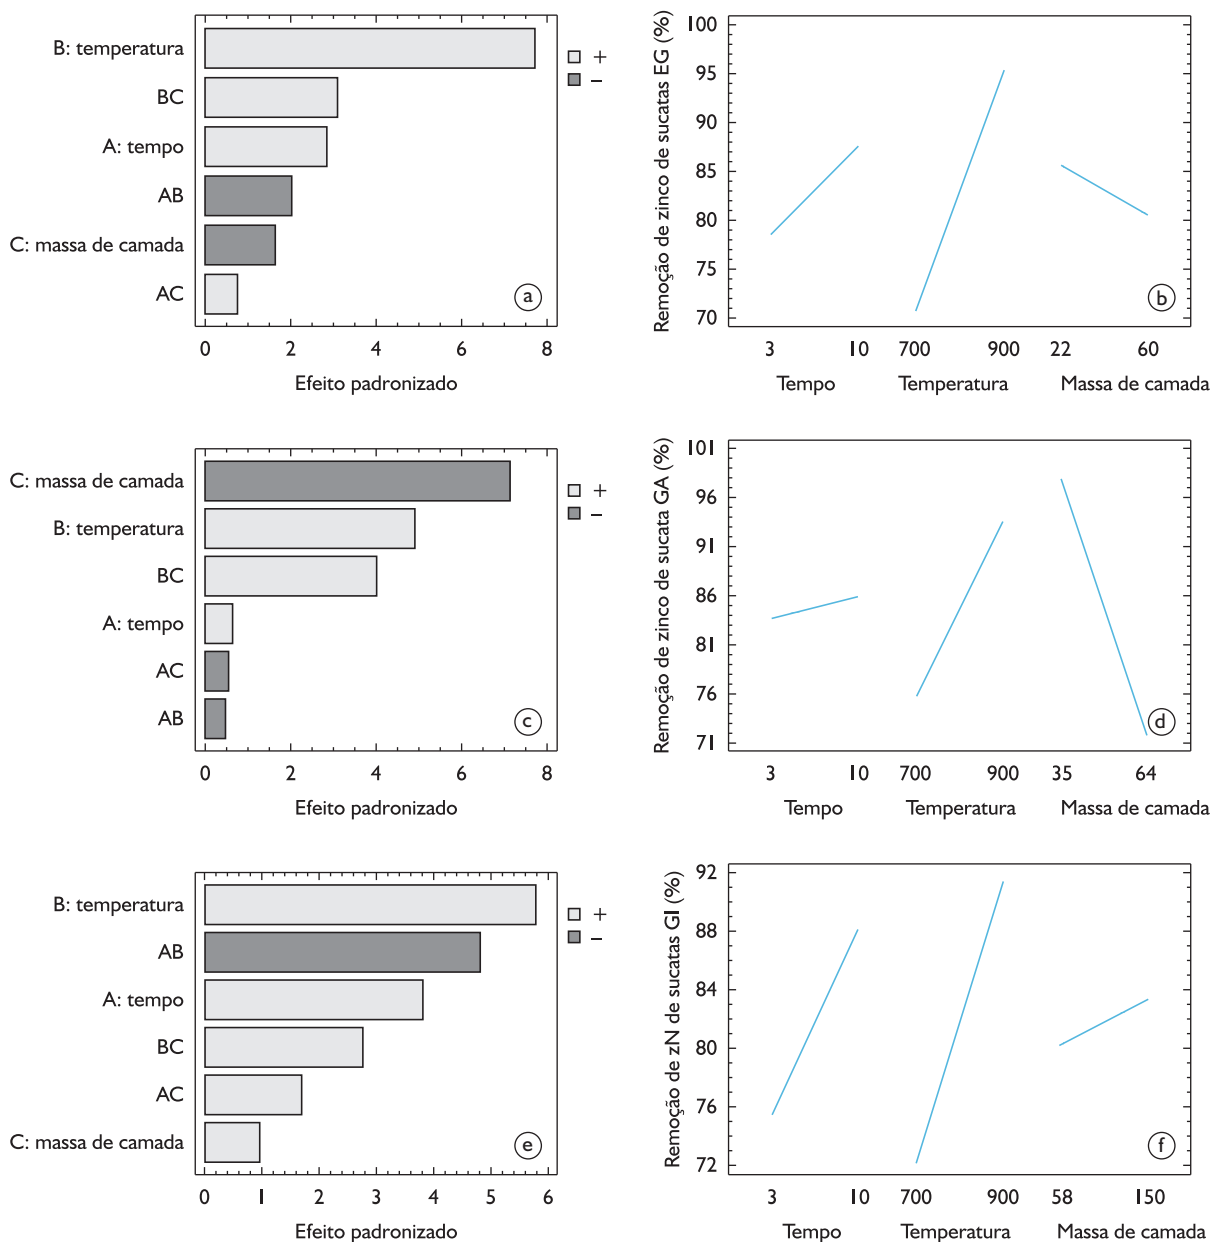 B: temperatura
BC
A: tempo
AB
C: massa de camada
AC
+
–
a
0 2 4 6 8
Efeito padronizado
Remoção de zinco de sucatas EG (%)
100
95
90
85
80
75
70
b
3 10 700 900 22 60
Tempo Temperatura Massa de camada
C: massa de camada
B: temperatura
BC
A: tempo
AC
AB
+
–
c
0 2 4 6 8
Efeito padronizado
Remoção de zinco de sucata GA (%)
101
96
91
86
81
76
71
d
3 10 700 900 35 64
Tempo Temperatura Massa de camada
B: temperatura
AB
A: tempo
BC
AC
C: massa de camada
+
–
e
0 1 2 3 4 5 6
Efeito padronizado
Remoção de zN de sucatas GI (%)
92
88
84
80
76
72
f
3 10 700 900 58 150
Tempo Temperatura Massa de camada